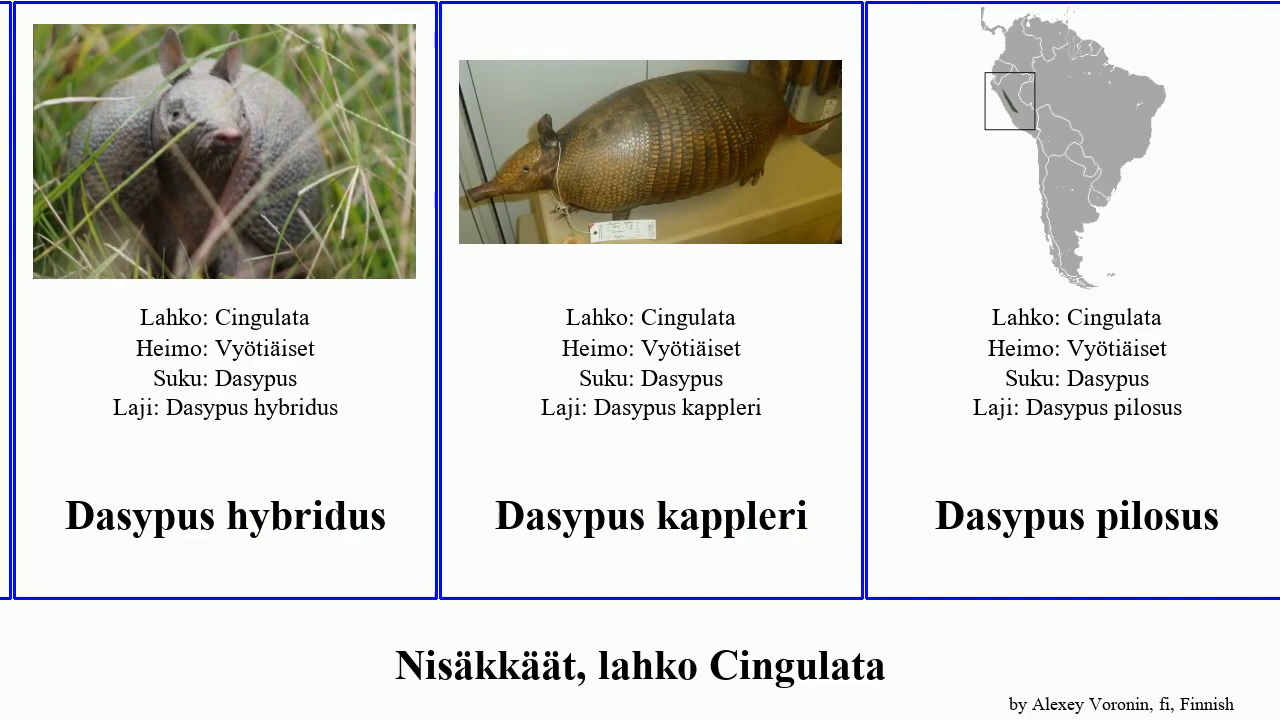 Lahko: Cingulata
Heimo: Vyötiäiset
Suku: Dasypus
Laji: Dasypus hybridus
Dasypus hybridus
Lahko: Cingulata
Heimo: Vyötiäiset
Suku: Dasypus
Laji: Dasypus kappleri
Dasypus kappleri
Lahko: Cingulata
Heimo: Vyötiäiset
Suku: Dasypus
Laji: Dasypus pilosus
Dasypus pilosus
Nisäkkäät, lahko Cingulata
by Alexey Voronin, fi, Finnish